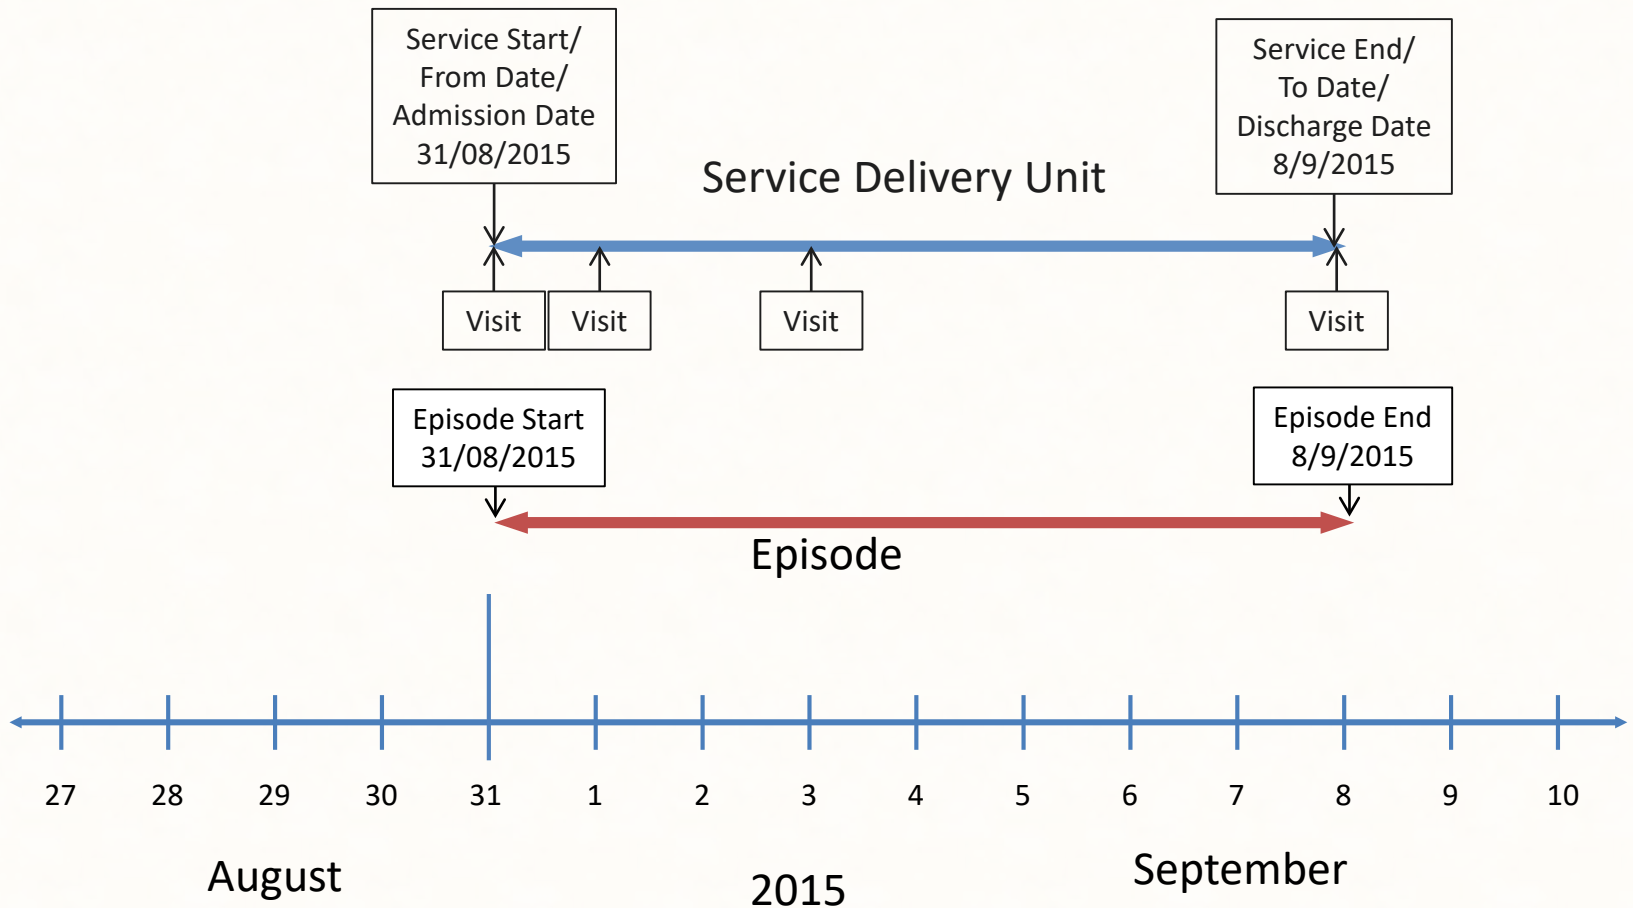 Service Start/
From Date/
Admission Date
31/08/2015
Service End/
To Date/
Discharge Date
8/9/2015
Service Delivery Unit
Visit
Visit
Visit
Visit
Episode Start
31/08/2015
Episode End
8/9/2015
Episode
27 28 29 30 31 1 2 3 4 5 6 7 8 9 10
August
2015
September